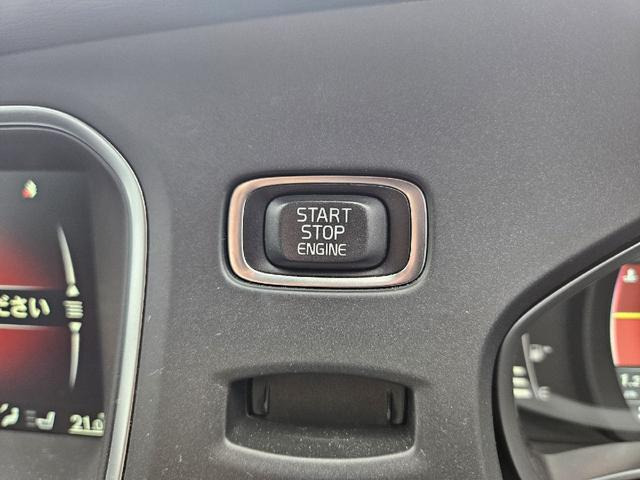 START
STOP
ENGINE
ださい
21.0